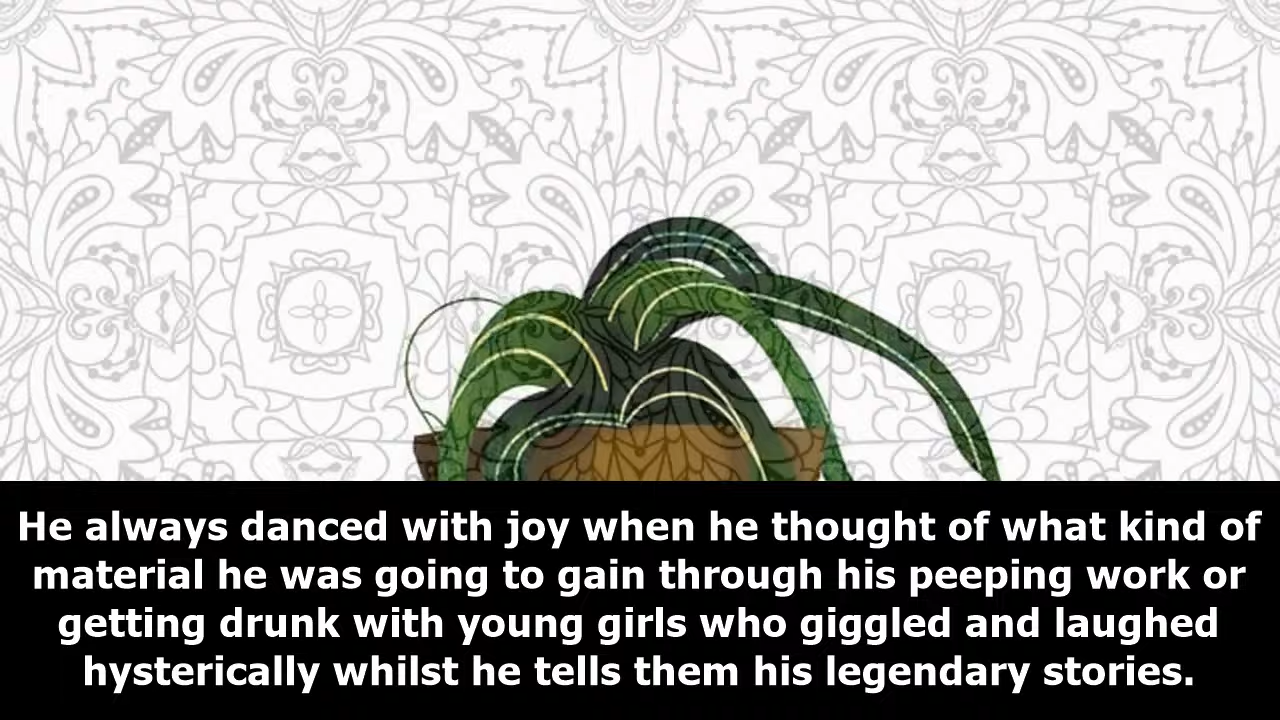 He always danced with joy when he thought of what kind of
material he was going to gain through his peeping work or
getting drunk with young girls who giggled and laughed
hysterically whilst he tells them his legendary stories.